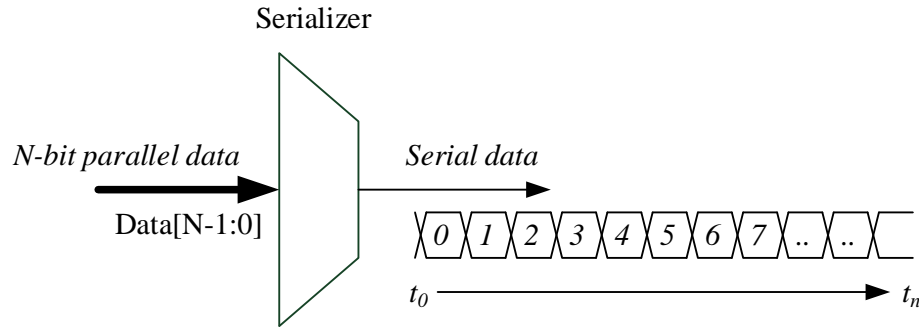 Serializer
N-bit parallel data
Serial data
Data[N-1:0]
0 1 2 3 4 5 6 7 .. ..
t0
tn